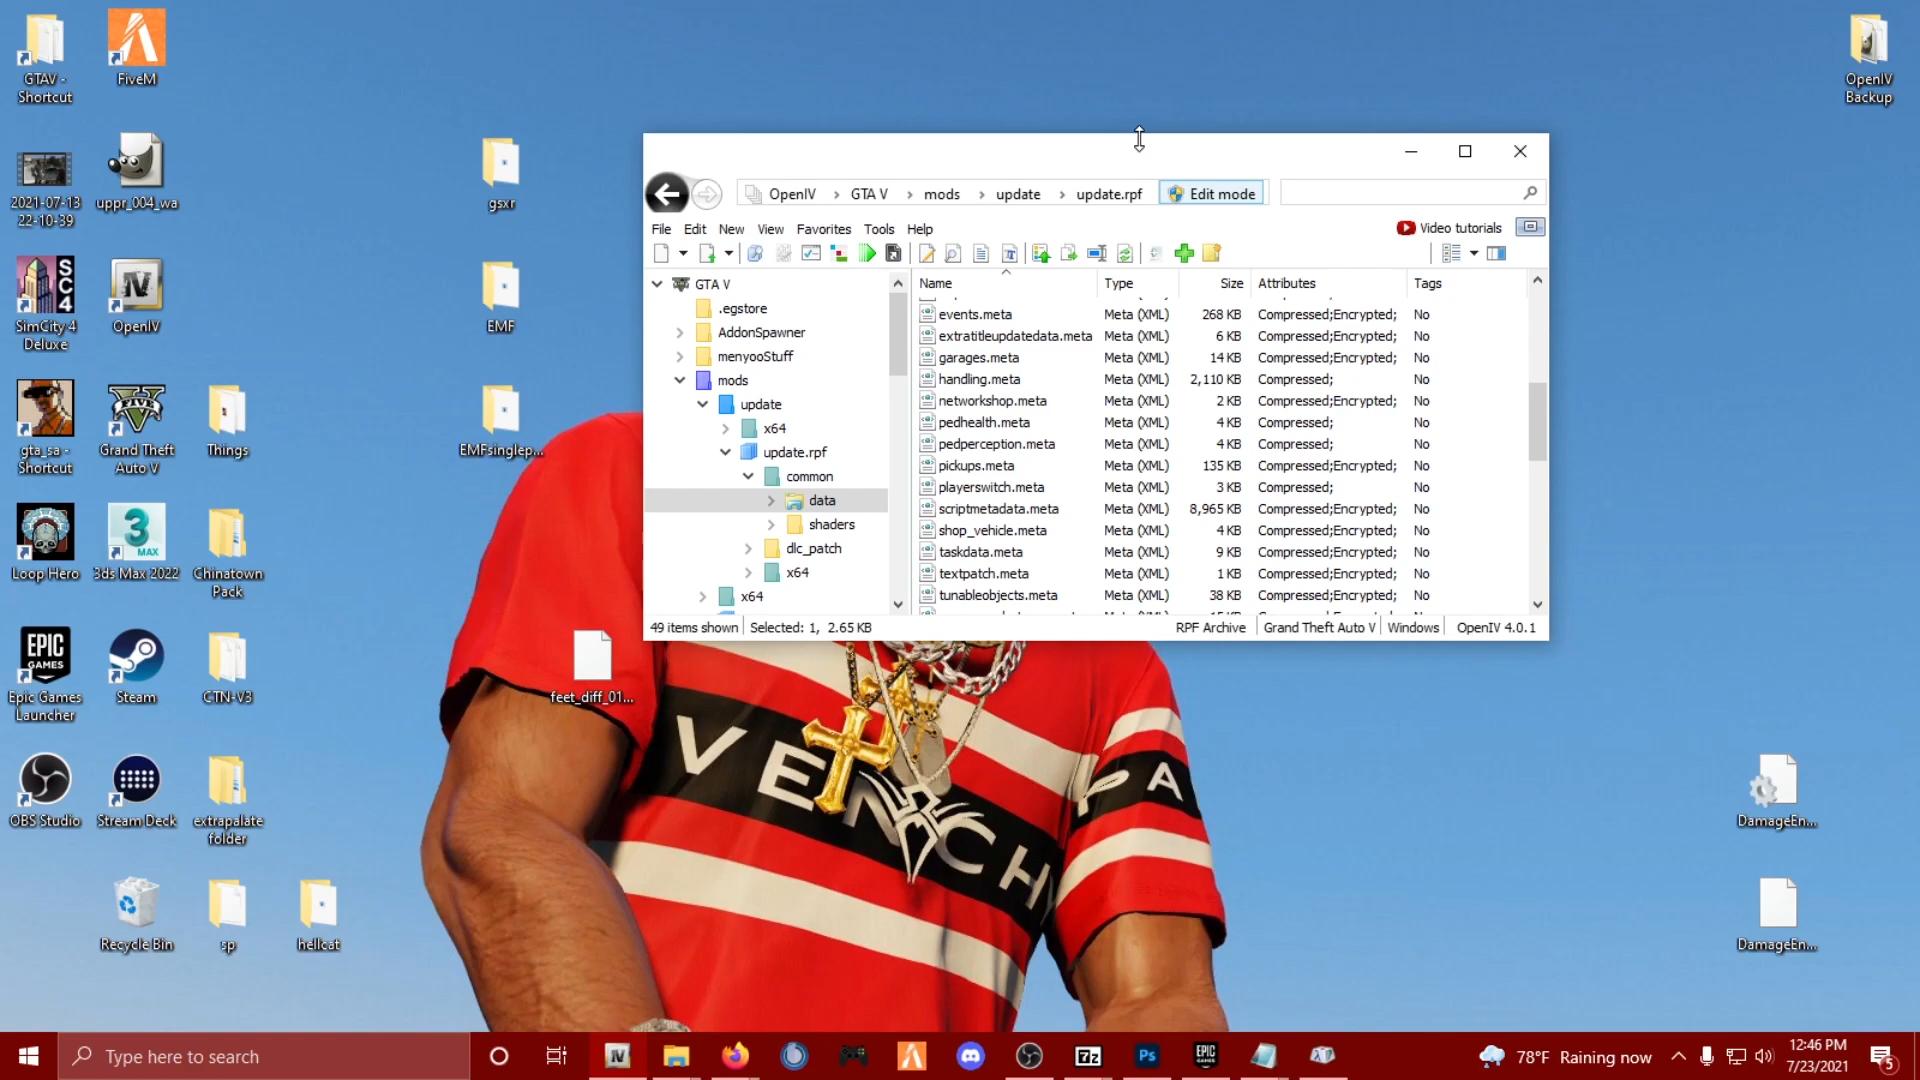 GTAV -
Shortcut
FiveM
OpenIV
Backup
2021-07-13
22-10-39
uppr_004_wa
gsxr
SC4
SimCity 4
Deluxe
OpenIV
EMF
gta_sa -
Shortcut
FIVE
Grand Theft
Auto V
Things
EMFsinglep...
Loop Hero
3
MAX
3ds Max 2022
Chinatown
Pack
EPIC
GAMES
Epic Games
Launcher
Steam
CTN-V3
feet_diff_01...
OBS Studio
Stream Deck
extrapalate
folder
DamageEn...
Recycle Bin
sp
hellcat
DamageEn...
OpenIV > GTA V > mods > update > update.rpf Edit mode
File Edit New View Favorites Tools Help
Video tutorials
GTA V
.egstore
AddonSpawner
menyooStuff
mods
update
x64
update.rpf
common
data
shaders
dlc_patch
x64
x64
Name Type Size Attributes Tags
events.meta Meta (XML) 268 KB Compressed;Encrypted; No
extratitleupdatedata.meta Meta (XML) 6 KB Compressed;Encrypted; No
garages.meta Meta (XML) 14 KB Compressed;Encrypted; No
handling.meta Meta (XML) 2,110 KB Compressed; No
networkshop.meta Meta (XML) 2 KB Compressed;Encrypted; No
pedhealth.meta Meta (XML) 4 KB Compressed; No
pedperception.meta Meta (XML) 4 KB Compressed; No
pickups.meta Meta (XML) 135 KB Compressed;Encrypted; No
playerswitch.meta Meta (XML) 3 KB Compressed; No
scriptmetadata.meta Meta (XML) 8,965 KB Compressed;Encrypted; No
shop_vehicle.meta Meta (XML) 4 KB Compressed;Encrypted; No
taskdata.meta Meta (XML) 9 KB Compressed;Encrypted; No
textpatch.meta Meta (XML) 1 KB Compressed;Encrypted; No
tunableobjects.meta Meta (XML) 38 KB Compressed;Encrypted; No
49 items shown Selected: 1, 2.65 KB
RPF Archive Grand Theft Auto V Windows OpenIV 4.0.1
VENCH
PA
Type here to search
7z
Ps
EPIC
78°F Raining now
12:46 PM
7/23/2021
5